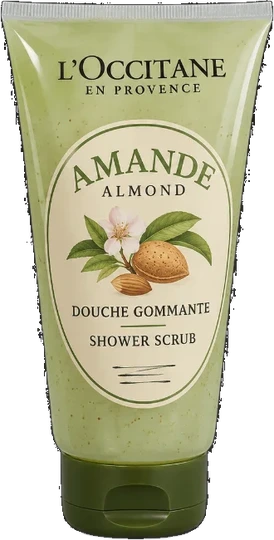 L'OCCITANE
EN PROVENCE
AMANDE
ALMOND
DOUCHE GOMMANTE
SHOWER SCRUB